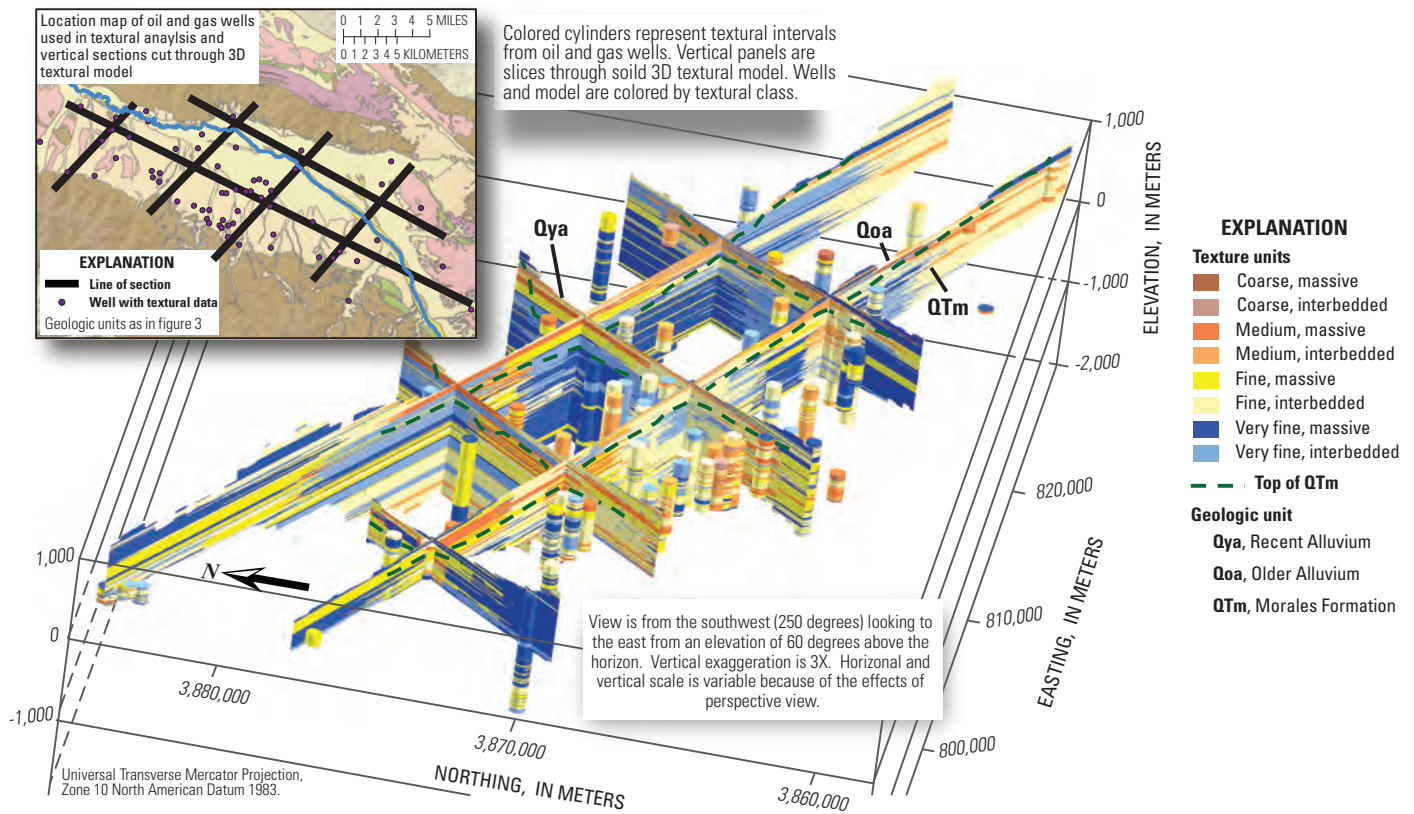 Location map of oil and gas wells
used in textural anaylsis and
vertical sections cut through 3D
textural model
0 1 2 3 4 5 MILES
0 1 2 3 4 5 KILOMETERS
EXPLANATION
Line of section
Well with textural data
Geologic units as in figure 3
Colored cylinders represent textural intervals
from oil and gas wells. Vertical panels are
slices through soild 3D textural model. Wells
and model are colored by textural class.
Qya
Qoa
QTm
1,000
0
-1,000
-2,000
ELEVATION, IN METERS
EXPLANATION
Texture units
Coarse, massive
Coarse, interbedded
Medium, massive
Medium, interbedded
Fine, massive
Fine, interbedded
Very fine, massive
Very fine, interbedded
Top of QTm
Geologic unit
Qya, Recent Alluvium
Qoa, Older Alluvium
QTm, Morales Formation
820,000
810,000
800,000
EASTING, IN METERS
1,000
0
-1,000
N
View is from the southwest (250 degrees) looking to
the east from an elevation of 60 degrees above the
horizon. Vertical exaggeration is 3X. Horizonal and
vertical scale is variable because of the effects of
perspective view.
3,880,000
3,870,000
3,860,000
NORTHING, IN METERS
Universal Transverse Mercator Projection,
Zone 10 North American Datum 1983.